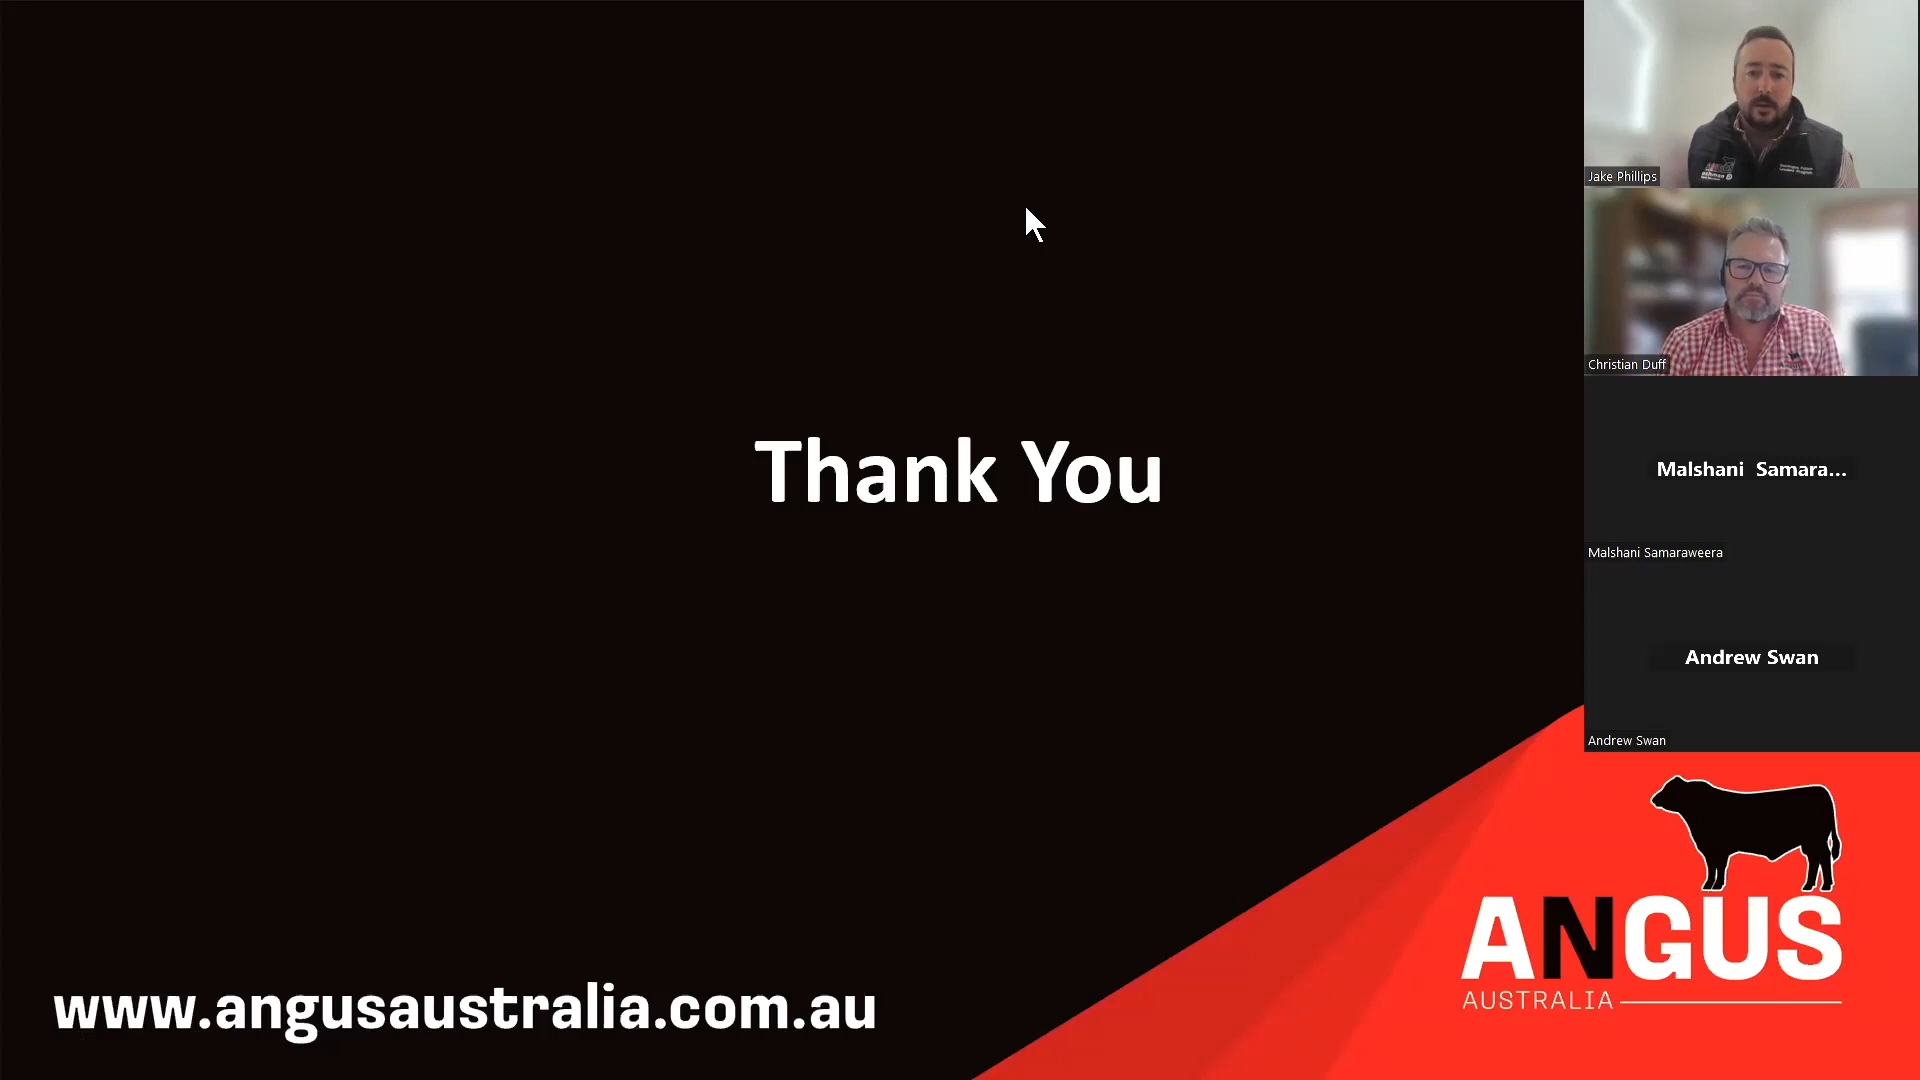 Jake Phillips
Christian Duff
Thank You
Malshani Samara...
Malshani Samaraweera
Andrew Swan
Andrew Swan
ANGUS
AUSTRALIA
www.angusaustralia.com.au